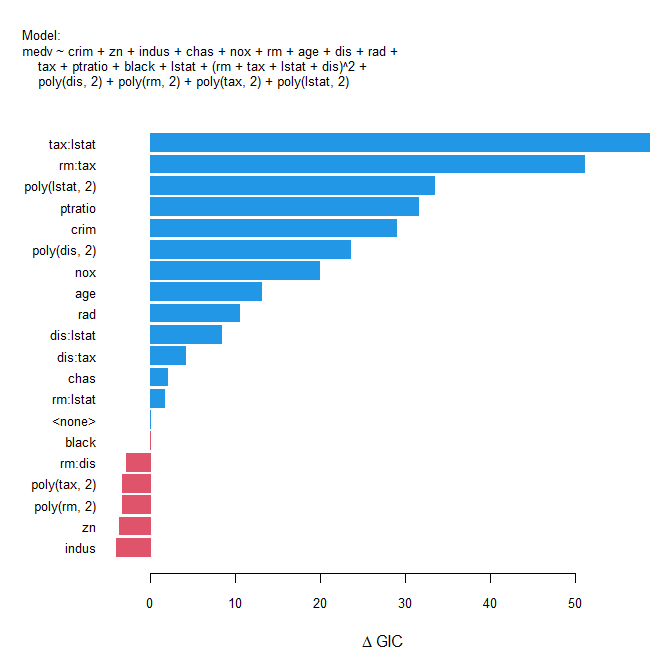 Model:
medv ~ crim + zn + indus + chas + nox + rm + age + dis + rad +
tax + ptratio + black + lstat + (rm + tax + lstat + dis)^2 +
poly(dis, 2) + poly(rm, 2) + poly(tax, 2) + poly(lstat, 2)
tax:lstat
rm:tax
poly(lstat, 2)
ptratio
crim
poly(dis, 2)
nox
age
rad
dis:lstat
dis:tax
chas
rm:lstat
<none>
black
rm:dis
poly(tax, 2)
poly(rm, 2)
zn
indus
0 10 20 30 40 50
Δ GIC